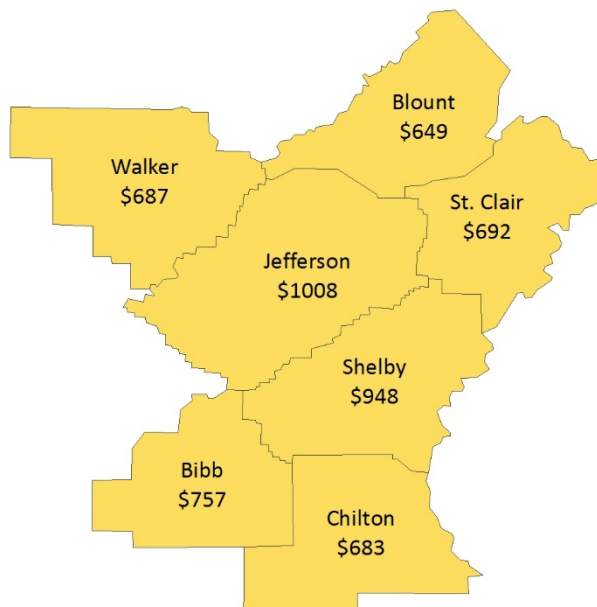 Blount
$649
Walker
$687
St. Clair
$692
Jefferson
$1008
Shelby
$948
Bibb
$757
Chilton
$683